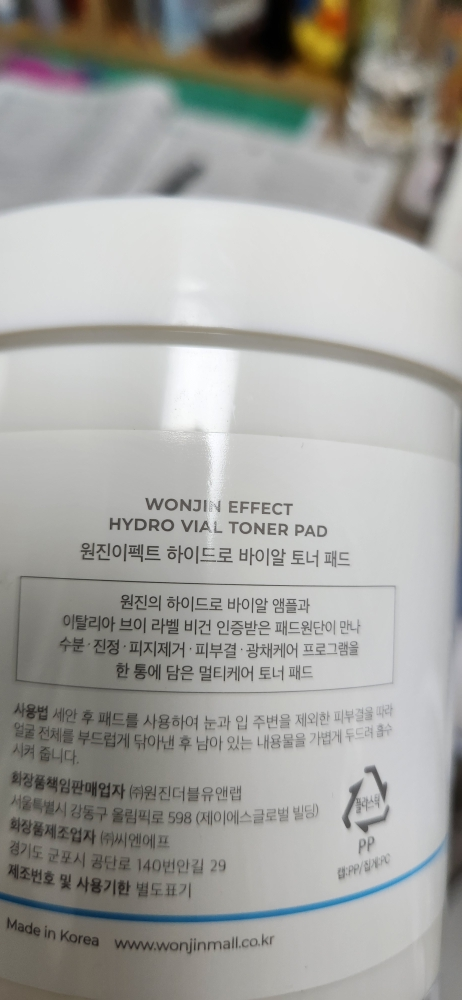 WONJIN EFFECT
HYDRO VIAL TONER PAD
원진이펙트 하이드로 바이알 토너 패드
원진의 하이드로 바이알 앰플과
이탈리아 브이 라벨 비건 인증받은 패드원단이 만나
수분·진정·피지제거·피부결·광채케어 프로그램을
한 통에 담은 멀티케어 토너 패드
사용법 세안 후 패드를 사용하여 눈과 입 주변을 제외한 피부결을 따라
얼굴 전체를 부드럽게 닦아낸 후 남아 있는 내용물을 가볍게 두드려 흡수
시켜 줍니다.
화장품책임판매업자 ㈜원진더블유앤랩
서울특별시 강동구 올림픽로 598 (제이에스글로벌 빌딩)
화장품제조업자 ㈜씨엔에프
경기도 군포시 공단로 140번안길 29
제조번호 및 사용기한 별도표기
플라스틱
PP
캡:PP/집게:PC
Made in Korea www.wonjinmall.co.kr